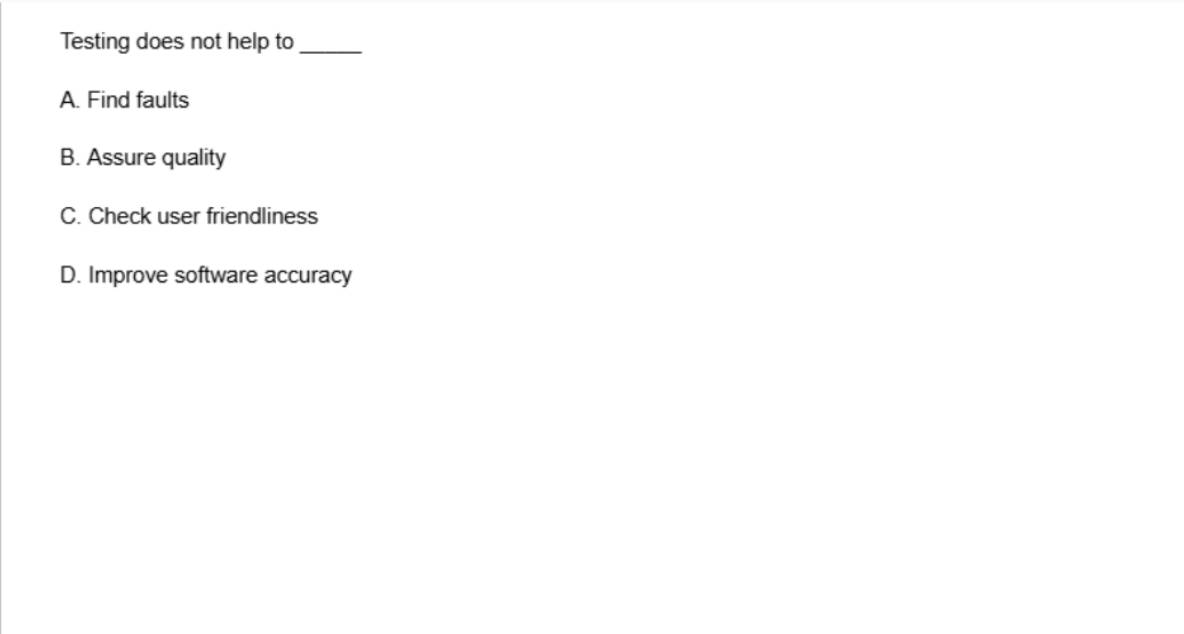 Testing does not help to _____
A. Find faults
B. Assure quality
C. Check user friendliness
D. Improve software accuracy